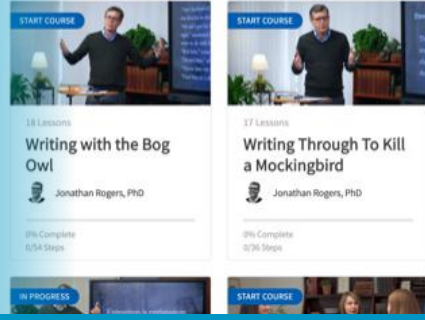 START COURSE
18 Lessons
Writing with the Bog
Owl
Jonathan Rogers, PhD
0% Complete
0/54 Steps
START COURSE
17 Lessons
Writing Through To Kill
a Mockingbird
Jonathan Rogers, PhD
0% Complete
0/36 Steps
IN PROGRESS
START COURSE